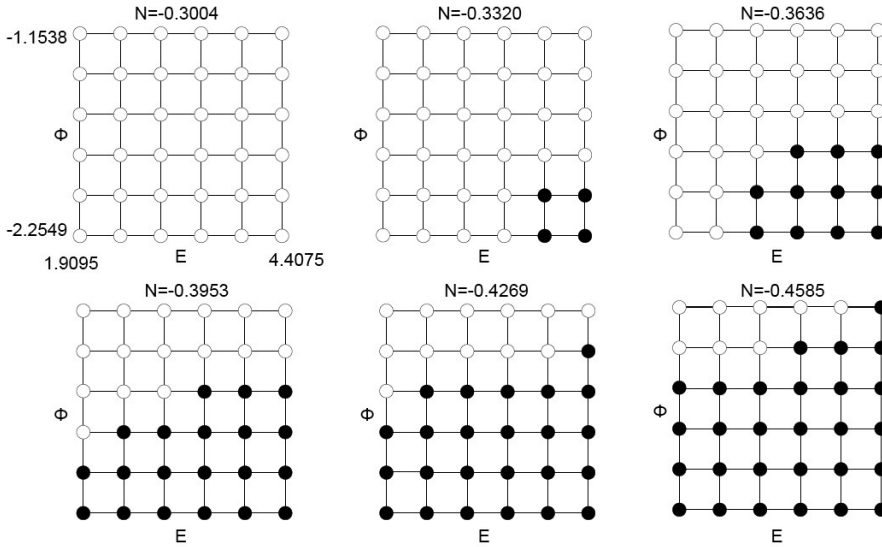 N=-0.3004
-1.1538
Φ
-2.2549
E
1.9095
4.4075
N=-0.3320
Φ
E
N=-0.3636
Φ
E
N=-0.3953
Φ
E
N=-0.4269
Φ
E
N=-0.4585
Φ
E